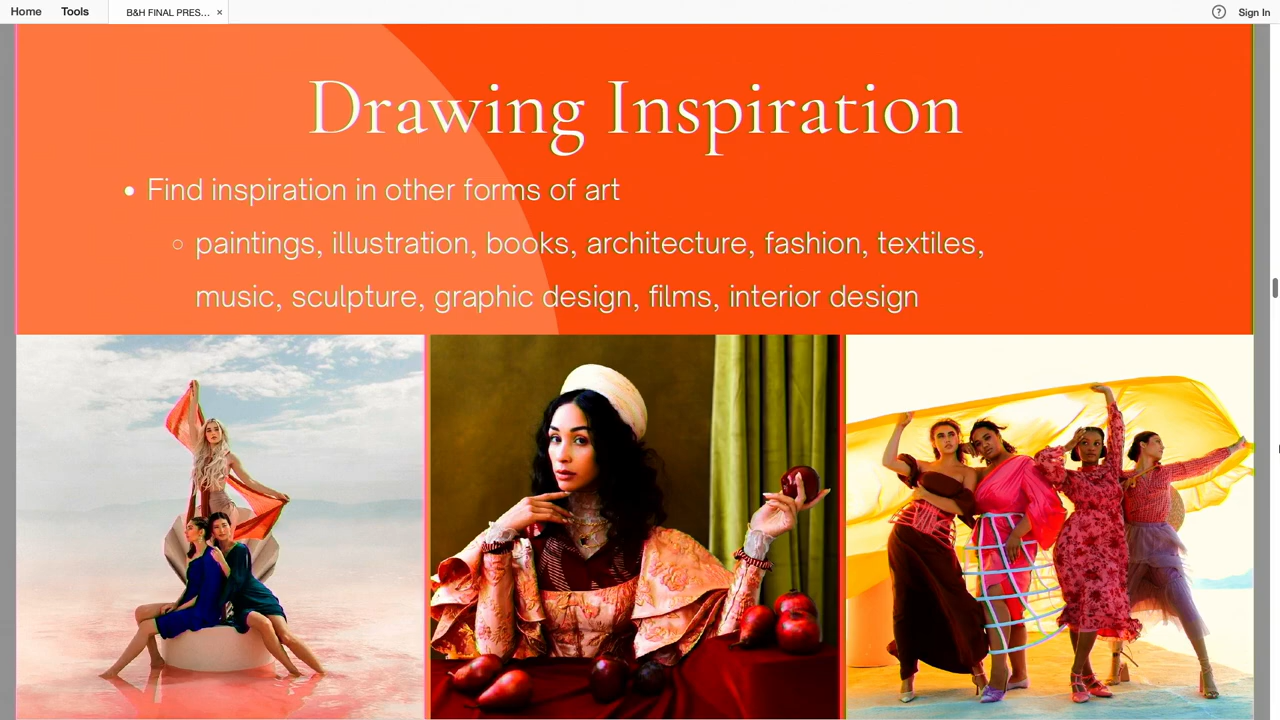 Home Tools B&H FINAL PRES... × ? Sign In
Drawing Inspiration
• Find inspiration in other forms of art
○ paintings, illustration, books, architecture, fashion, textiles,
music, sculpture, graphic design, films, interior design